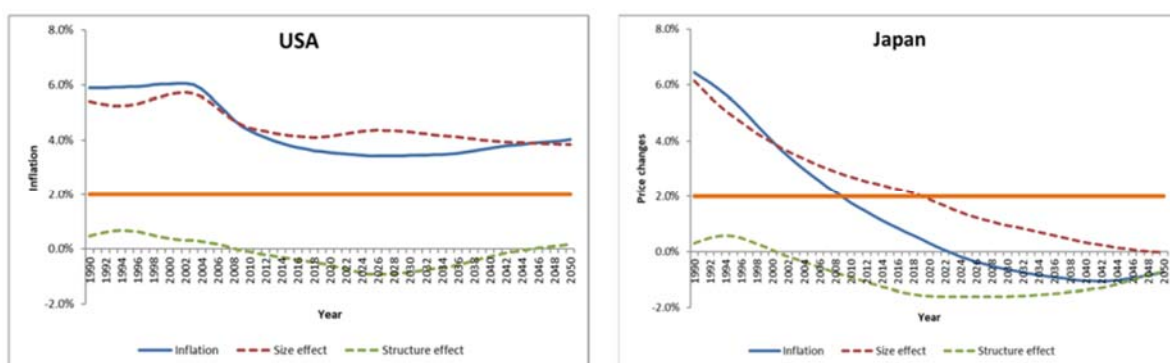 USA
8.0%
6.0%
4.0%
2.0%
0.0%
-2.0%
Inflation
1990 1992 1994 1996 1998 2000 2002 2004 2006 2008 2010 2012 2014 2016 2018 2020 2022 2024 2026 2028 2030 2032 2034 2036 2038 2040 2042 2044 2046 2048 2050
Year
Inflation Size effect Structure effect
Japan
8.0%
6.0%
4.0%
2.0%
0.0%
-2.0%
Price changes
1990 1992 1994 1996 1998 2000 2002 2004 2006 2008 2010 2012 2014 2016 2018 2020 2022 2024 2026 2028 2030 2032 2034 2036 2038 2040 2042 2044 2046 2048 2050
Year
Inflation Size effect Structure effect